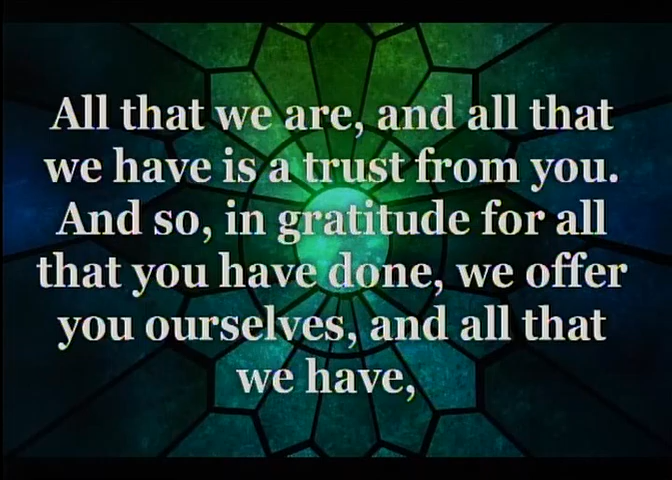 All that we are, and all that
we have is a trust from you.
And so, in gratitude for all
that you have done, we offer
you ourselves, and all that
we have,